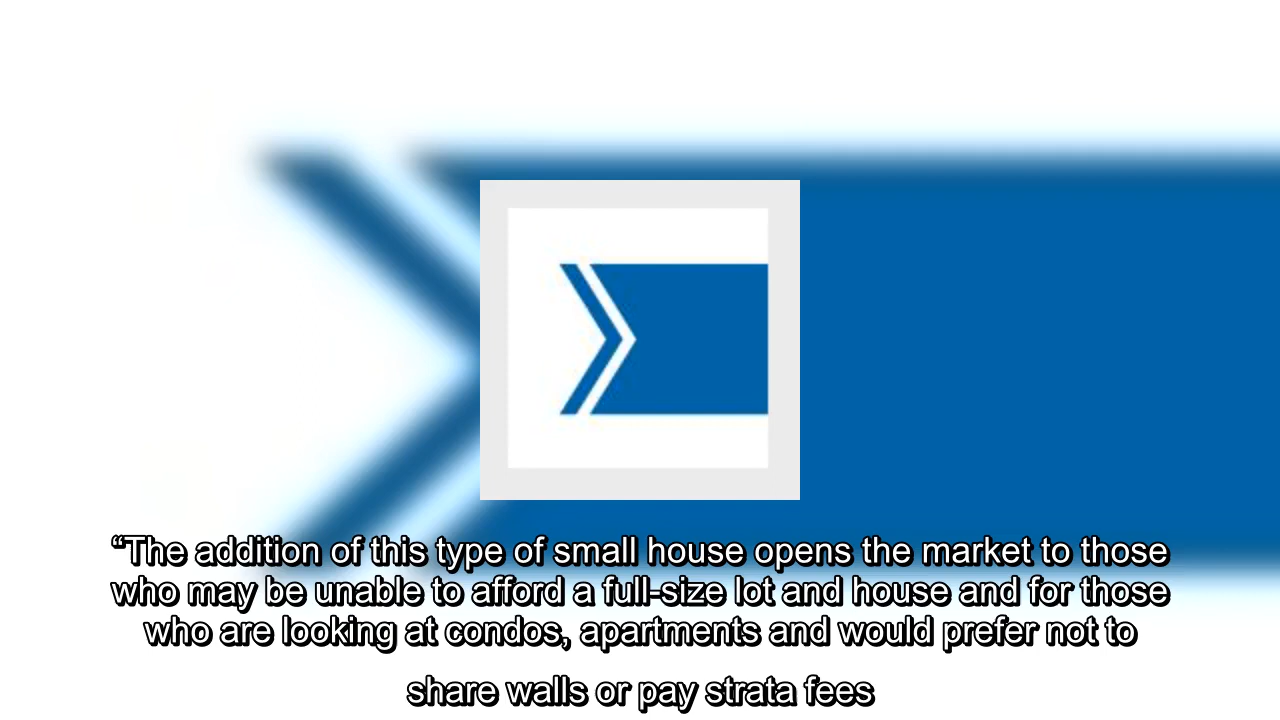 “The addition of this type of small house opens the market to those
who may be unable to afford a full-size lot and house and for those
who are looking at condos, apartments and would prefer not to
share walls or pay strata fees